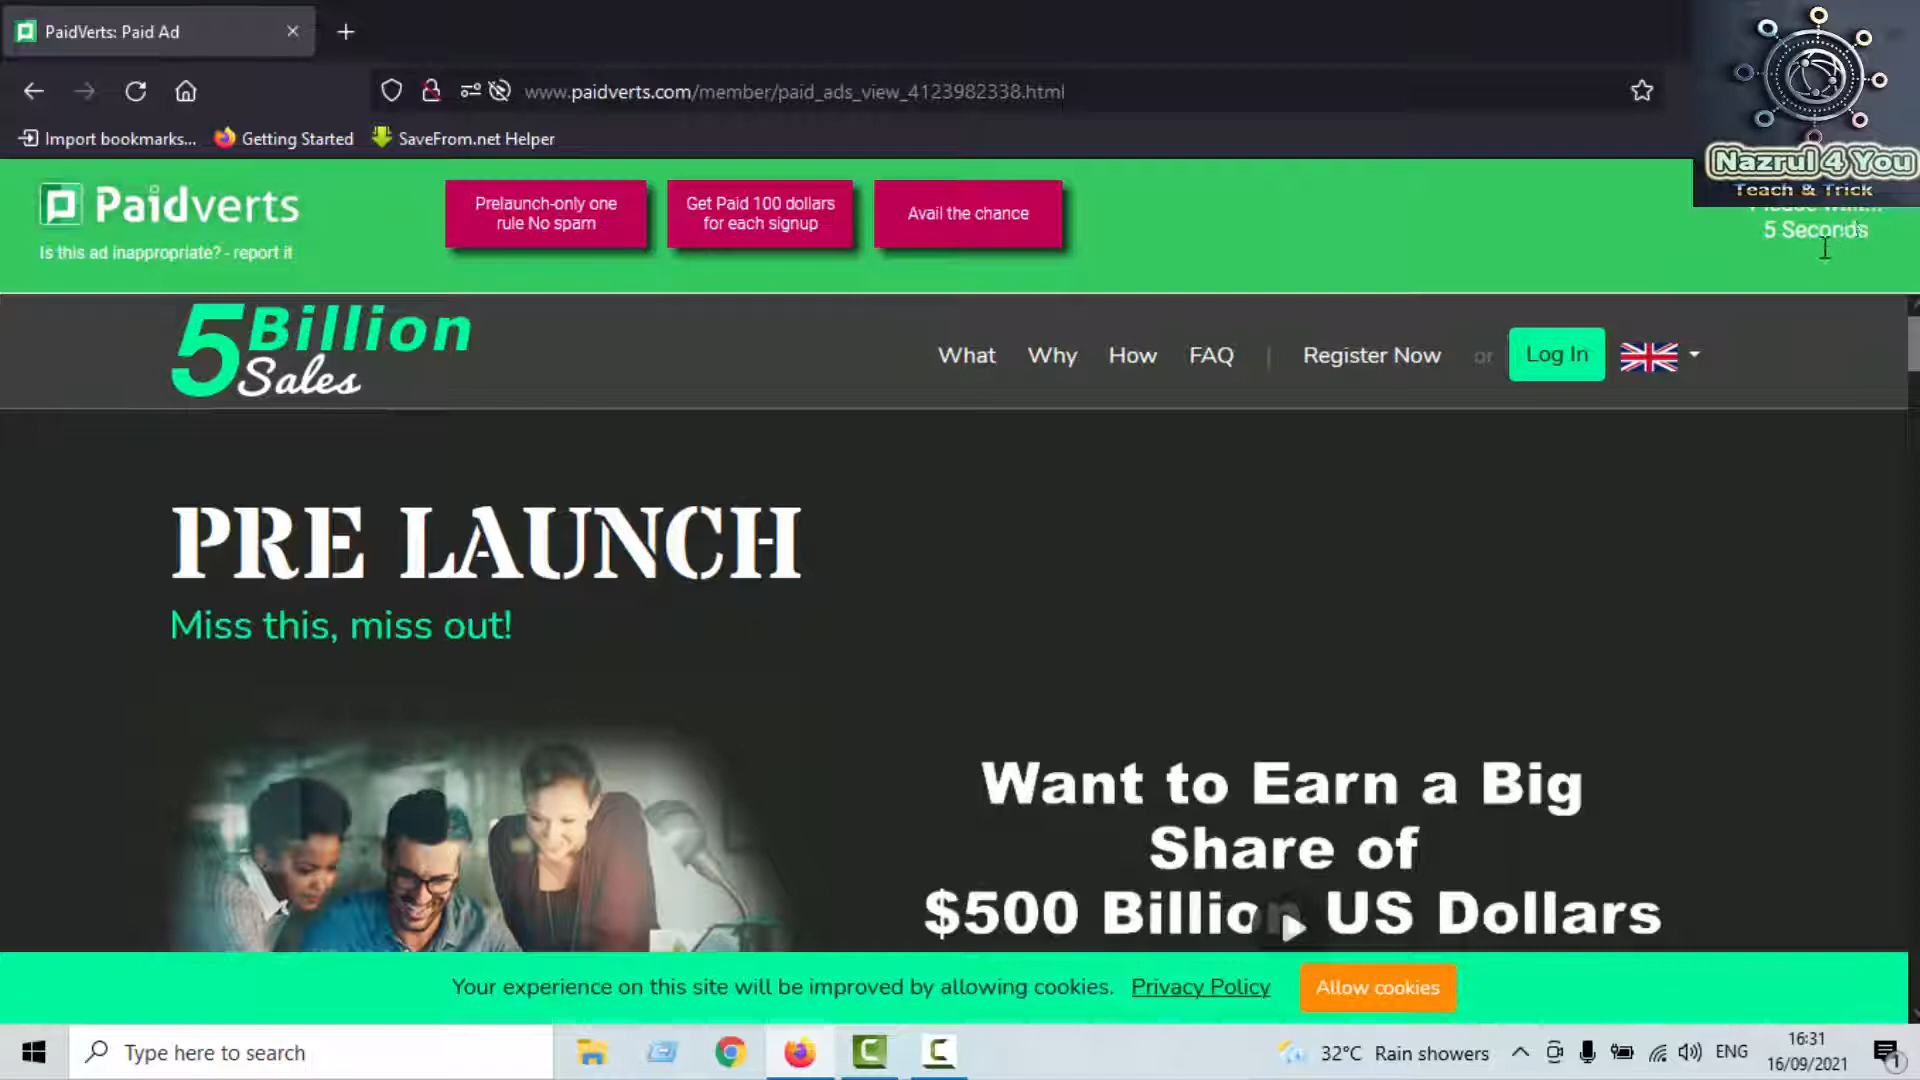 PaidVerts: Paid Ad
www.paidverts.com/member/paid_ads_view_4123982338.html
Import bookmarks...
Getting Started
SaveFrom.net Helper
Nazrul 4 You
Teach & Trick
Paidverts
Is this ad inappropriate? - report it
Prelaunch-only one
rule No spam
Get Paid 100 dollars
for each signup
Avail the chance
Please wait...
5 Seconds
5 Billion
Sales
What
Why
How
FAQ
Register Now
or
Log In
PRE LAUNCH
Miss this, miss out!
Want to Earn a Big
Share of
$500 Billion US Dollars
Your experience on this site will be improved by allowing cookies. Privacy Policy
Allow cookies
Type here to search
32°C Rain showers
ENG
16:31
16/09/2021
1